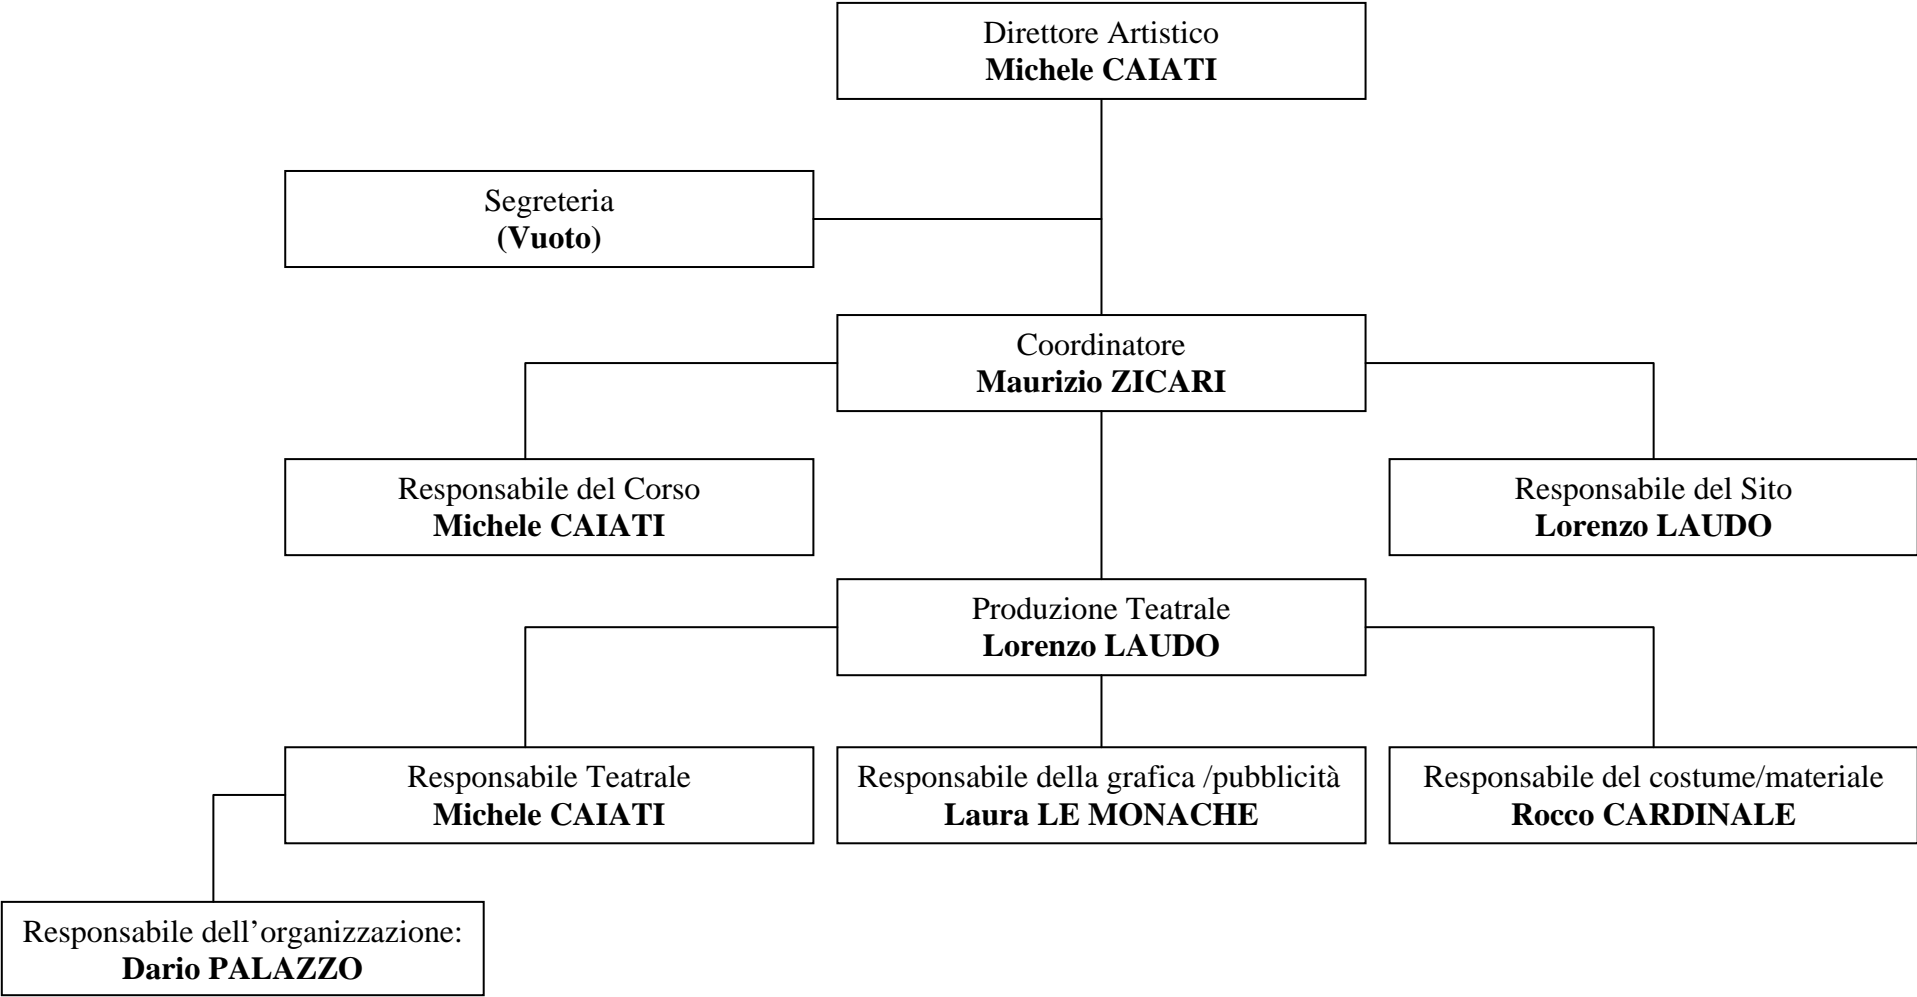 Direttore Artistico
Michele CAIATI
Segreteria
(Vuoto)
Coordinatore
Maurizio ZICARI
Responsabile del Corso
Michele CAIATI
Responsabile del Sito
Lorenzo LAUDO
Produzione Teatrale
Lorenzo LAUDO
Responsabile Teatrale
Michele CAIATI
Responsabile della grafica /pubblicità
Laura LE MONACHE
Responsabile del costume/materiale
Rocco CARDINALE
Responsabile dell’organizzazione:
Dario PALAZZO